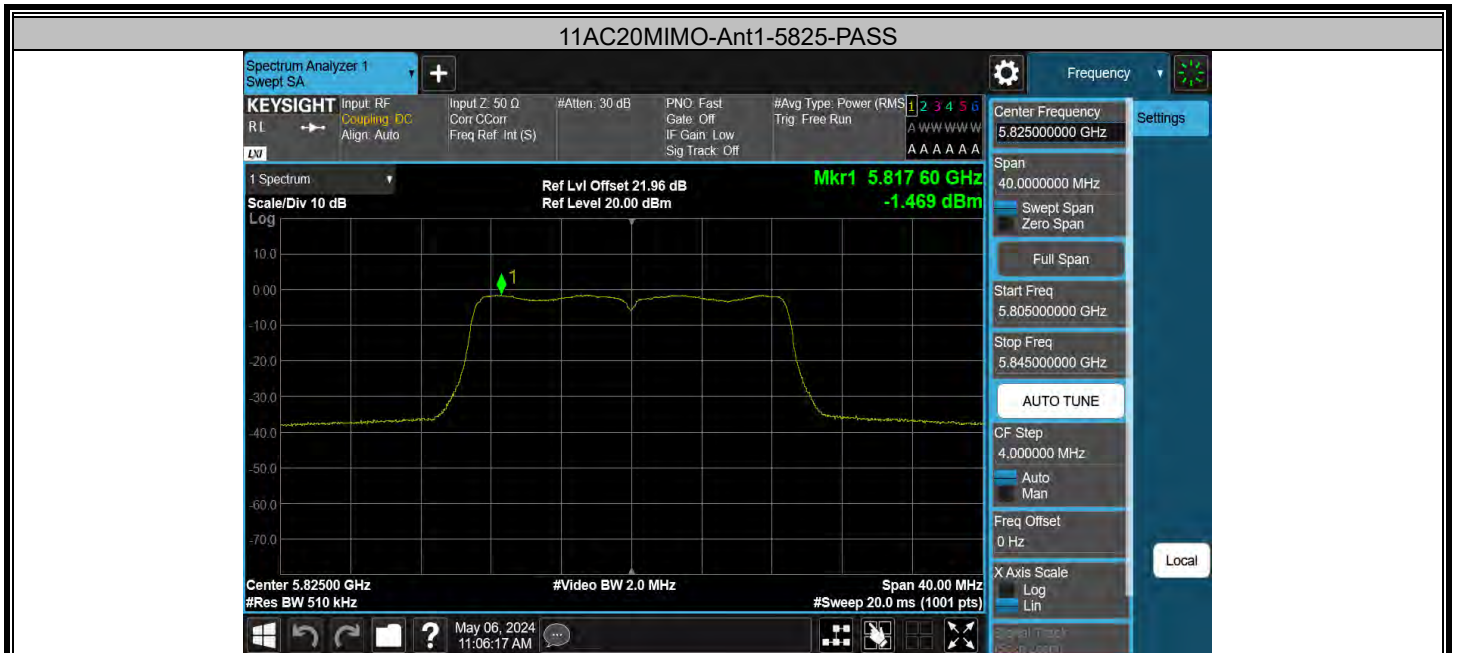 11AC20MIMO-Ant1-5825-PASS
Spectrum Analyzer 1
Swept SA
+
Frequency
KEYSIGHT
RL
LXI
Input: RF
Coupling: DC
Align: Auto
Input Z: 50 Ω
Corr CCorr
Freq Ref: Int (S)
#Atten: 30 dB
PNO: Fast
Gate: Off
IF Gain: Low
Sig Track: Off
#Avg Type: Power (RMS
Trig: Free Run
1 2 3 4 5 6
A WW WW W
A A A A A A
1 Spectrum
Scale/Div 10 dB
Ref Lvl Offset 21.96 dB
Ref Level 20.00 dBm
Mkr1 5.817 60 GHz
-1.469 dBm
Log
10.0
0.00
-10.0
-20.0
-30.0
-40.0
-50.0
-60.0
-70.0
1
Center 5.82500 GHz
#Res BW 510 kHz
#Video BW 2.0 MHz
Span 40.00 MHz
#Sweep 20.0 ms (1001 pts)
Center Frequency
5.825000000 GHz
Settings
Span
40.0000000 MHz
Swept Span
Zero Span
Full Span
Start Freq
5.805000000 GHz
Stop Freq
5.845000000 GHz
AUTO TUNE
CF Step
4.000000 MHz
Auto
Man
Freq Offset
0 Hz
X Axis Scale
Log
Lin
Signal Track
Local
?
May 06, 2024
11:06:17 AM